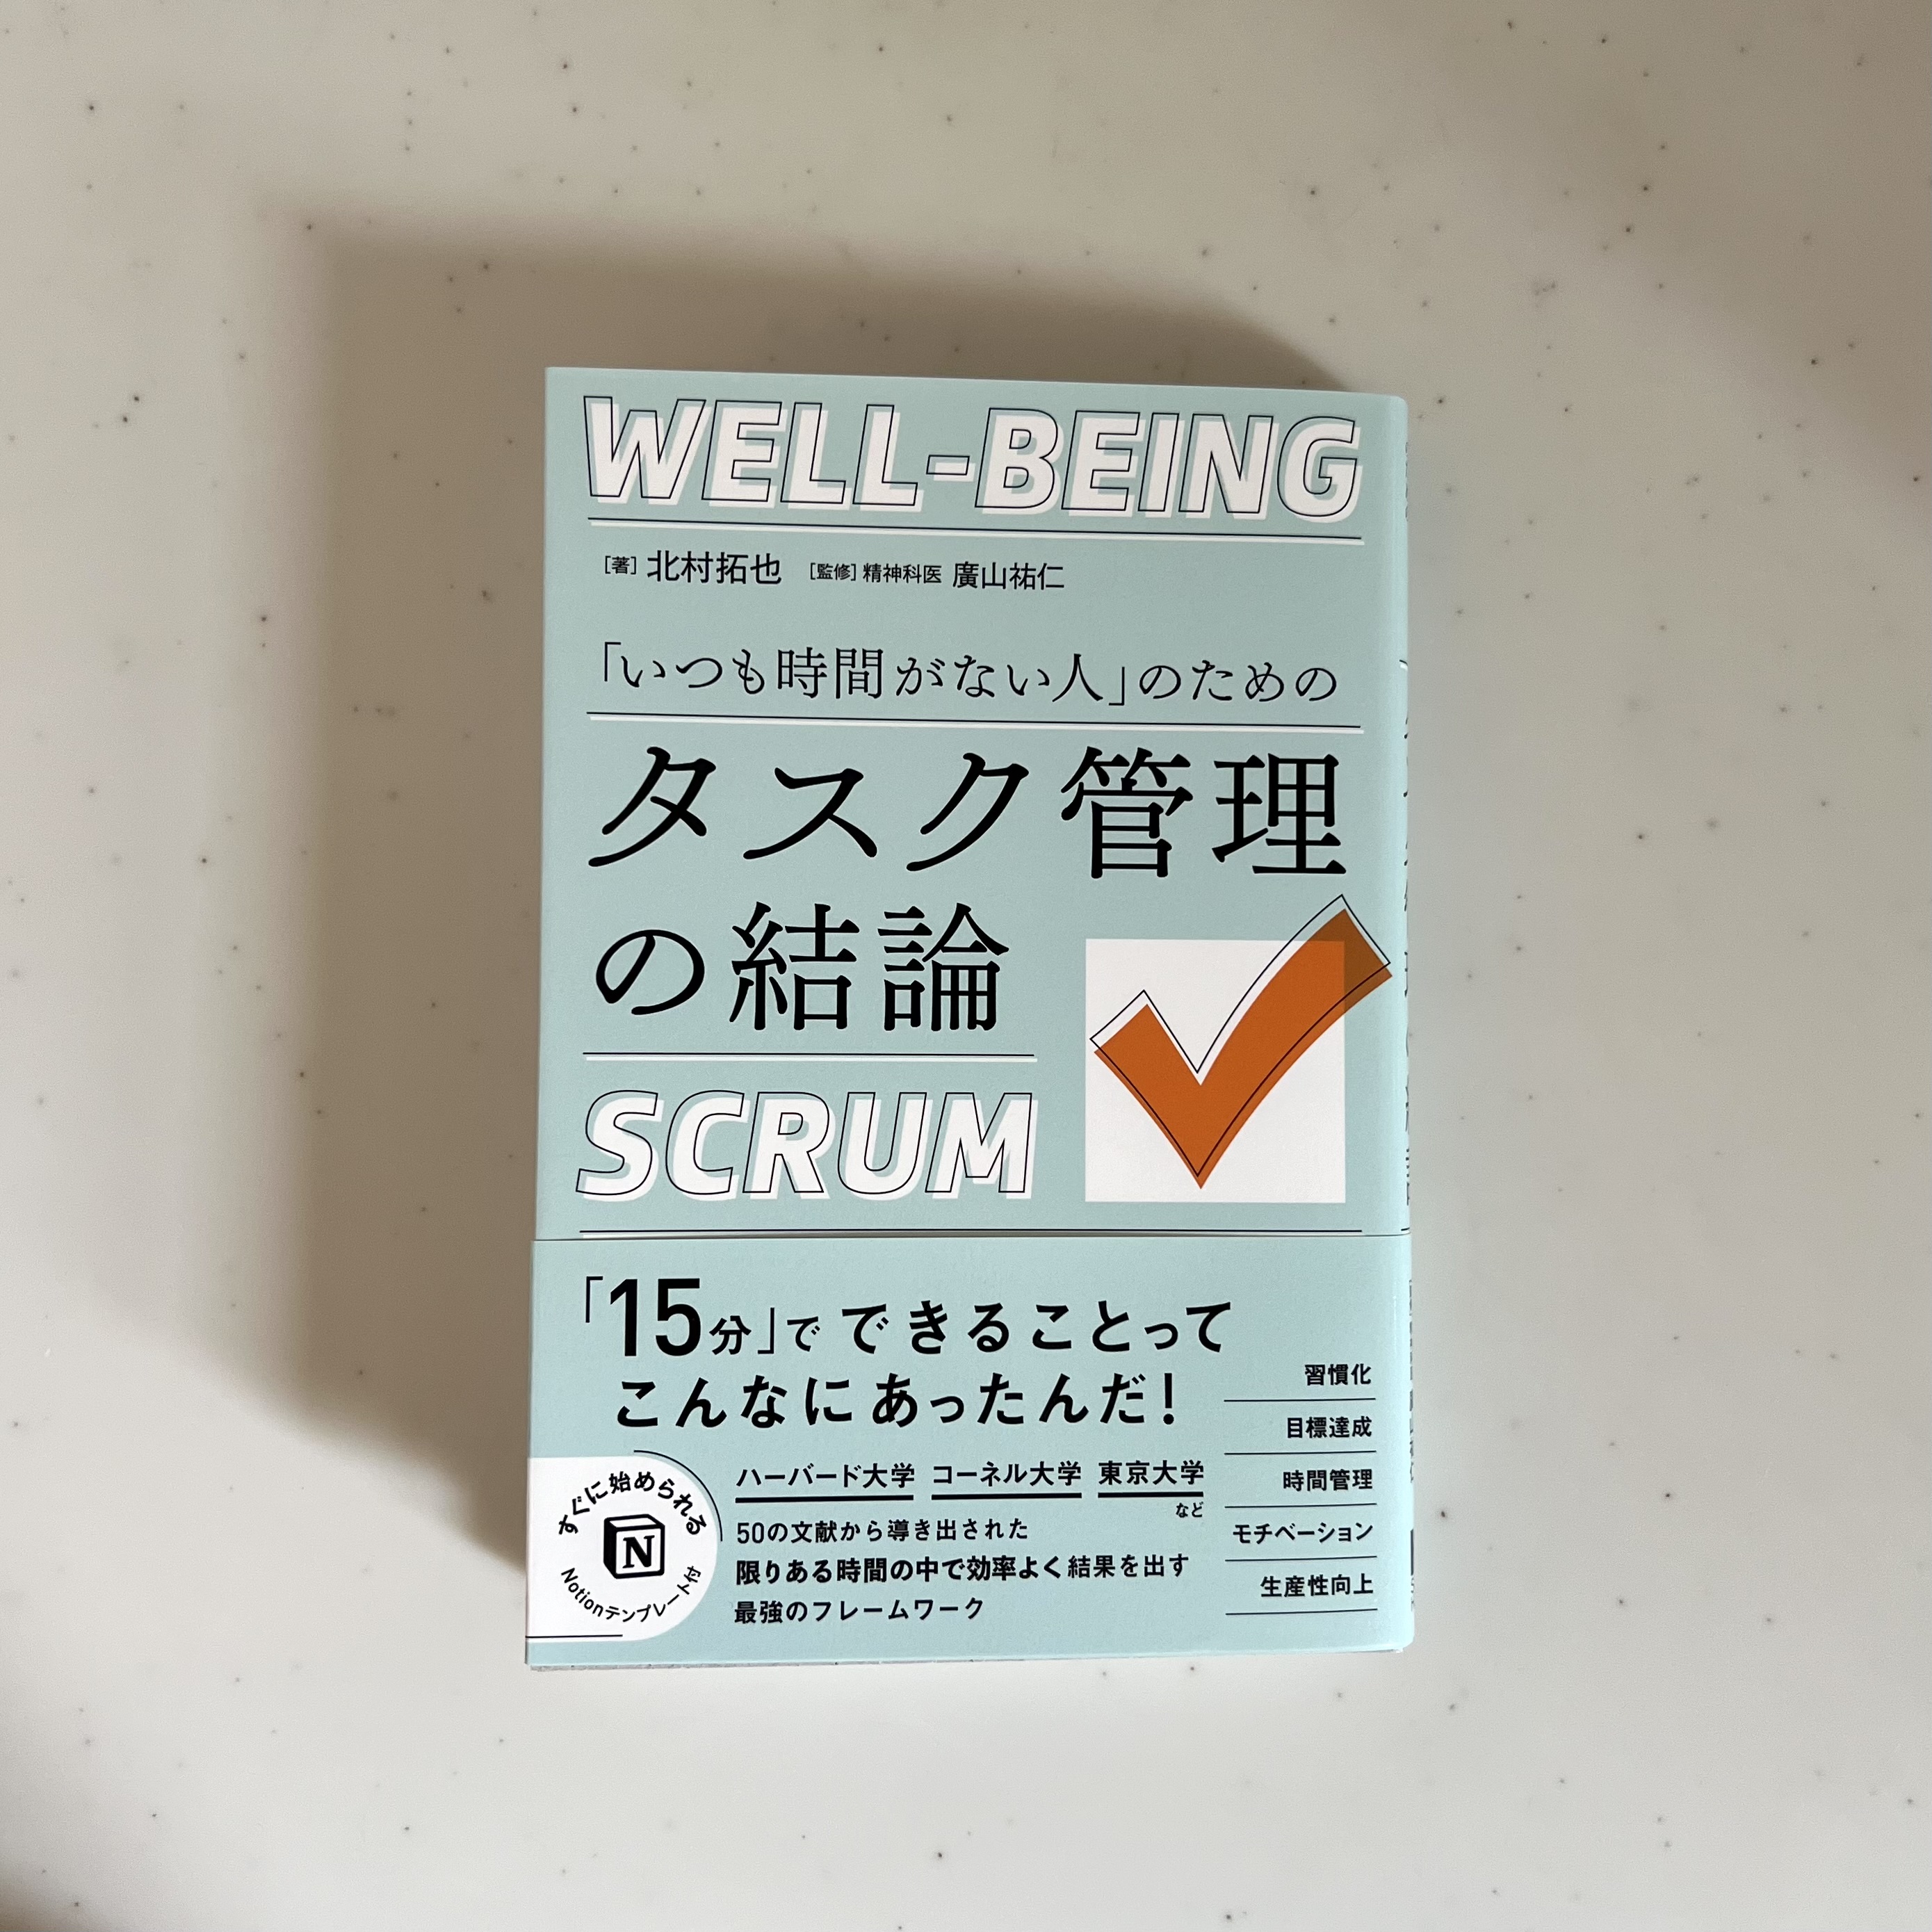 WELL-BEING
[著] 北村拓也 [監修] 精神科医 廣山祐仁
「いつも時間がない人」のための
タスク管理
の結論
SCRUM
「15分」で できることって
こんなにあったんだ!
ハーバード大学 コーネル大学 東京大学
など
50の文献から導き出された
限りある時間の中で効率よく結果を出す
最強のフレームワーク
習慣化
目標達成
時間管理
モチベーション
生産性向上
すぐに始められる
N
Notionテンプレート付